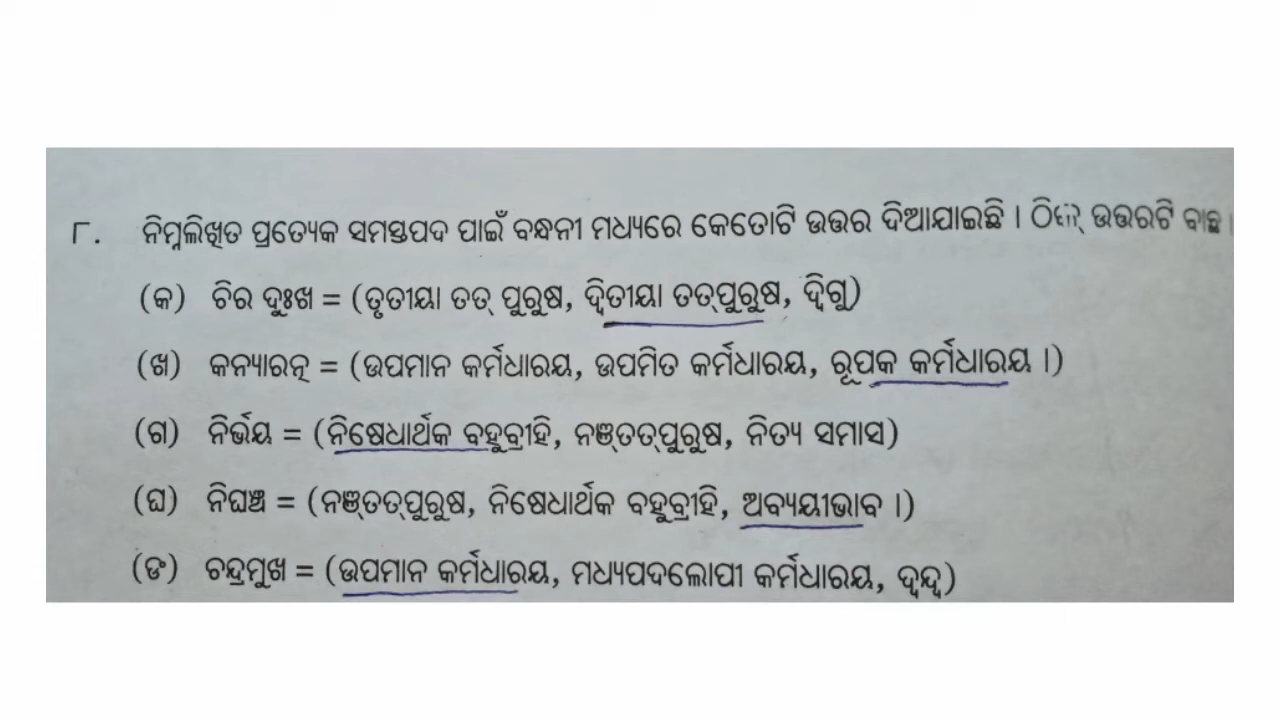 ୮. ନିମ୍ନଲିଖିତ ପ୍ରତ୍ୟେକ ସମସ୍ତପଦ ପାଇଁ ବନ୍ଧନୀ ମଧ୍ୟରେ କେତୋଟି ଉତ୍ତର ଦିଆଯାଇଛି । ଠିକ୍ ଉତ୍ତରଟି ବାଛ ।
(କ) ଚିର ଦୁଃଖ = (ତୃତୀୟା ତତ୍ ପୁରୁଷ, ଦ୍ୱିତୀୟା ତତ୍‌ପୁରୁଷ, ଦ୍ୱିଗୁ)
(ଖ) କନ୍ୟାରତ୍ନ = (ଉପମାନ କର୍ମଧାରୟ, ଉପମିତ କର୍ମଧାରୟ, ରୂପକ କର୍ମଧାରୟ ।)
(ଗ) ନିର୍ଭୟ = (ନିଷେଧାର୍ଥକ ବହୁବ୍ରୀହି, ନଞ୍‌ତତ୍‌ପୁରୁଷ, ନିତ୍ୟ ସମାସ)
(ଘ) ନିଘଞ୍ଚ = (ନଞ୍‌ତତ୍‌ପୁରୁଷ, ନିଷେଧାର୍ଥକ ବହୁବ୍ରୀହି, ଅବ୍ୟୟୀଭାବ ।)
(ଙ) ଚନ୍ଦ୍ରମୁଖ = (ଉପମାନ କର୍ମଧାରୟ, ମଧ୍ୟପଦଲୋପୀ କର୍ମଧାରୟ, ଦ୍ୱନ୍ଦ୍ୱ)